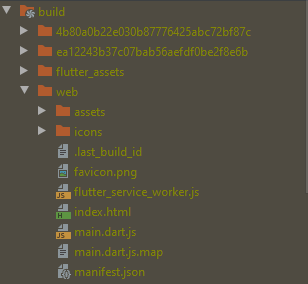 build
4b80a0b22e030b87776425abc72bf87c
ea12243b37c07bab56aefdf0be2f8e6b
flutter_assets
web
assets
icons
.last_build_id
favicon.png
flutter_service_worker.js
index.html
main.dart.js
main.dart.js.map
manifest.json